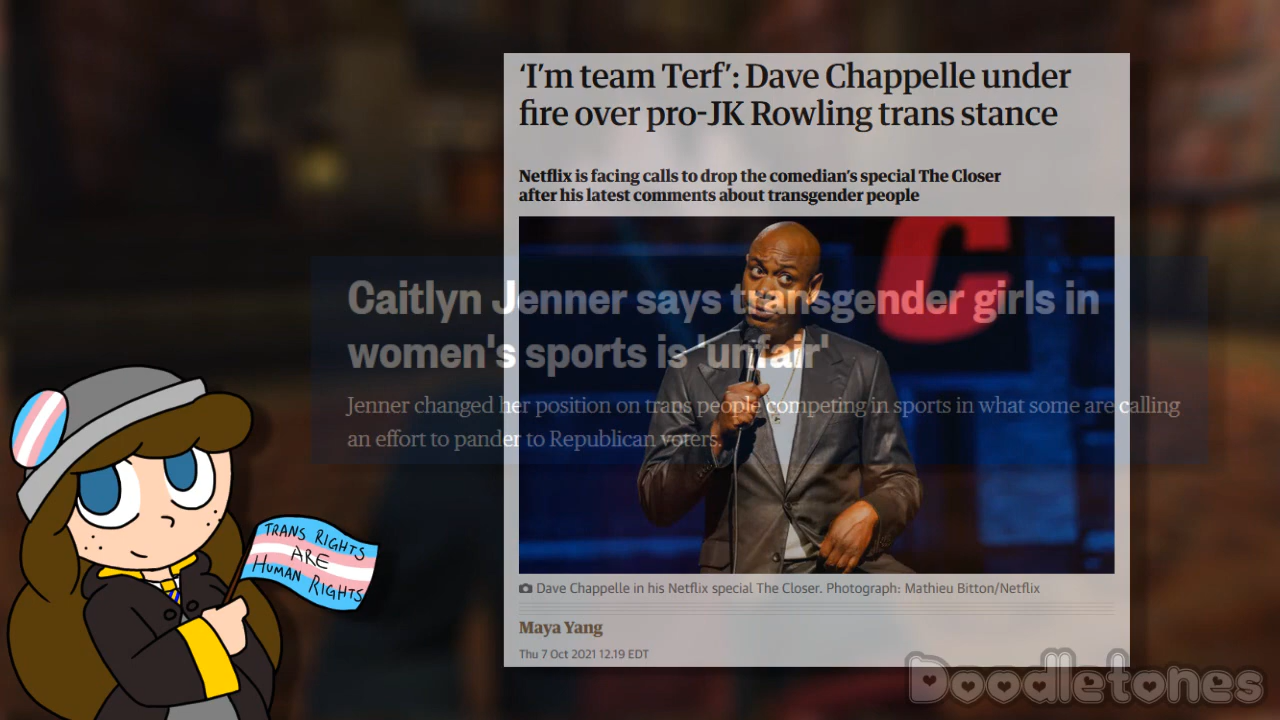 ‘I’m team Terf’: Dave Chappelle under
fire over pro-JK Rowling trans stance
Netflix is facing calls to drop the comedian’s special The Closer
after his latest comments about transgender people
C
Caitlyn Jenner says transgender girls in
women's sports is 'unfair'
Jenner changed her position on trans people competing in sports in what some are calling
an effort to pander to Republican voters.
TRANS RIGHTS
ARE
HUMAN RIGHTS
Dave Chappelle in his Netflix special The Closer. Photograph: Mathieu Bitton/Netflix
Maya Yang
Thu 7 Oct 2021 12.19 EDT
Doodletones